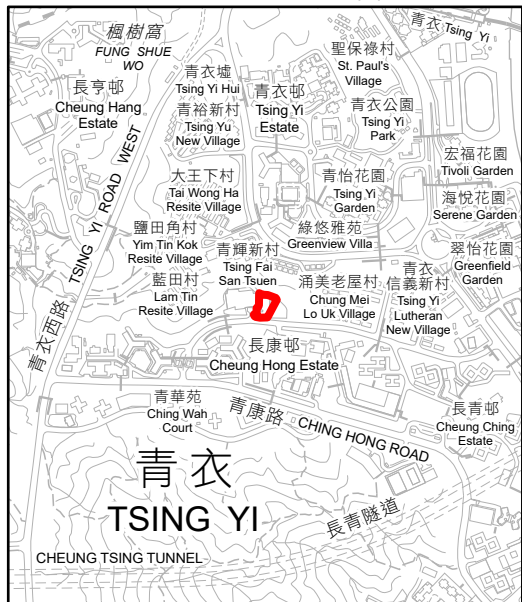 楓樹窩
FUNG SHUE
WO
長亨邨
Cheung Hang
Estate
青衣墟
Tsing Yi Hui
青裕新村
Tsing Yu
New Village
青衣邨
Tsing Yi
Estate
聖保祿村
St. Paul's
Village
青衣 Tsing Yi
青衣公園
Tsing Yi
Park
宏福花園
Tivoli Garden
大王下村
Tai Wong Ha
Resite Village
青怡花園
Tsing Yi
Garden
海悅花園
Serene Garden
鹽田角村
Yim Tin Kok
Resite Village
青輝新村
Tsing Fai
San Tsuen
綠悠雅苑
Greenview Villa
翠怡花園
Greenfield
Garden
藍田村
Lam Tin
Resite Village
涌美老屋村
Chung Mei
Lo Uk Village
青衣
信義新村
Tsing Yi
Lutheran
New Village
青衣西路 TSING YI ROAD WEST
長康邨
Cheung Hong Estate
青華苑
Ching Wah
Court
青康路 CHING HONG ROAD
長青邨
Cheung Ching
Estate
青衣
TSING YI
長青隧道
CHEUNG TSING TUNNEL